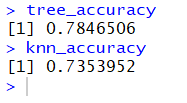 > tree_accuracy
[1] 0.7846506
> knn_accuracy
[1] 0.7353952
>